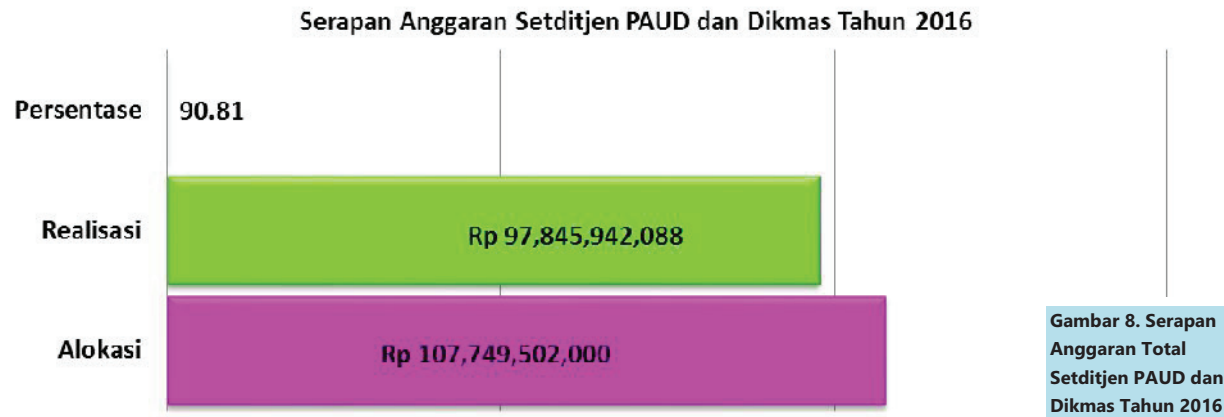 Serapan Anggaran Setditjen PAUD dan Dikmas Tahun 2016
Persentase 90.81
Realisasi Rp 97,845,942,088
Alokasi Rp 107,749,502,000
Gambar 8. Serapan
Anggaran Total
Setditjen PAUD dan
Dikmas Tahun 2016